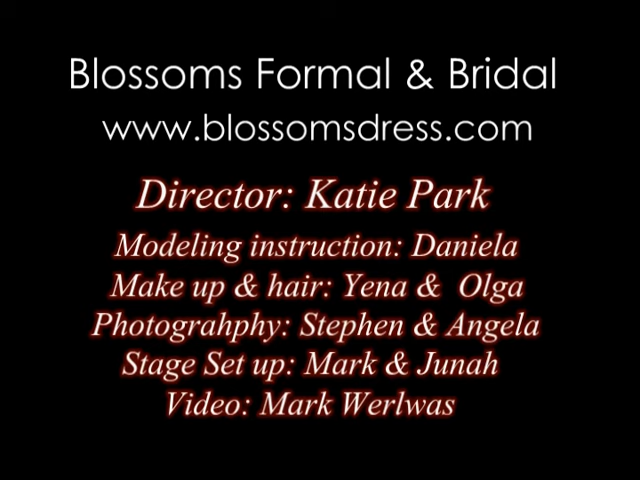 Blossoms Formal & Bridal
www.blossomsdress.com
Director: Katie Park
Modeling instruction: Daniela
Make up & hair: Yena & Olga
Photograhphy: Stephen & Angela
Stage Set up: Mark & Junah
Video: Mark Werlwas